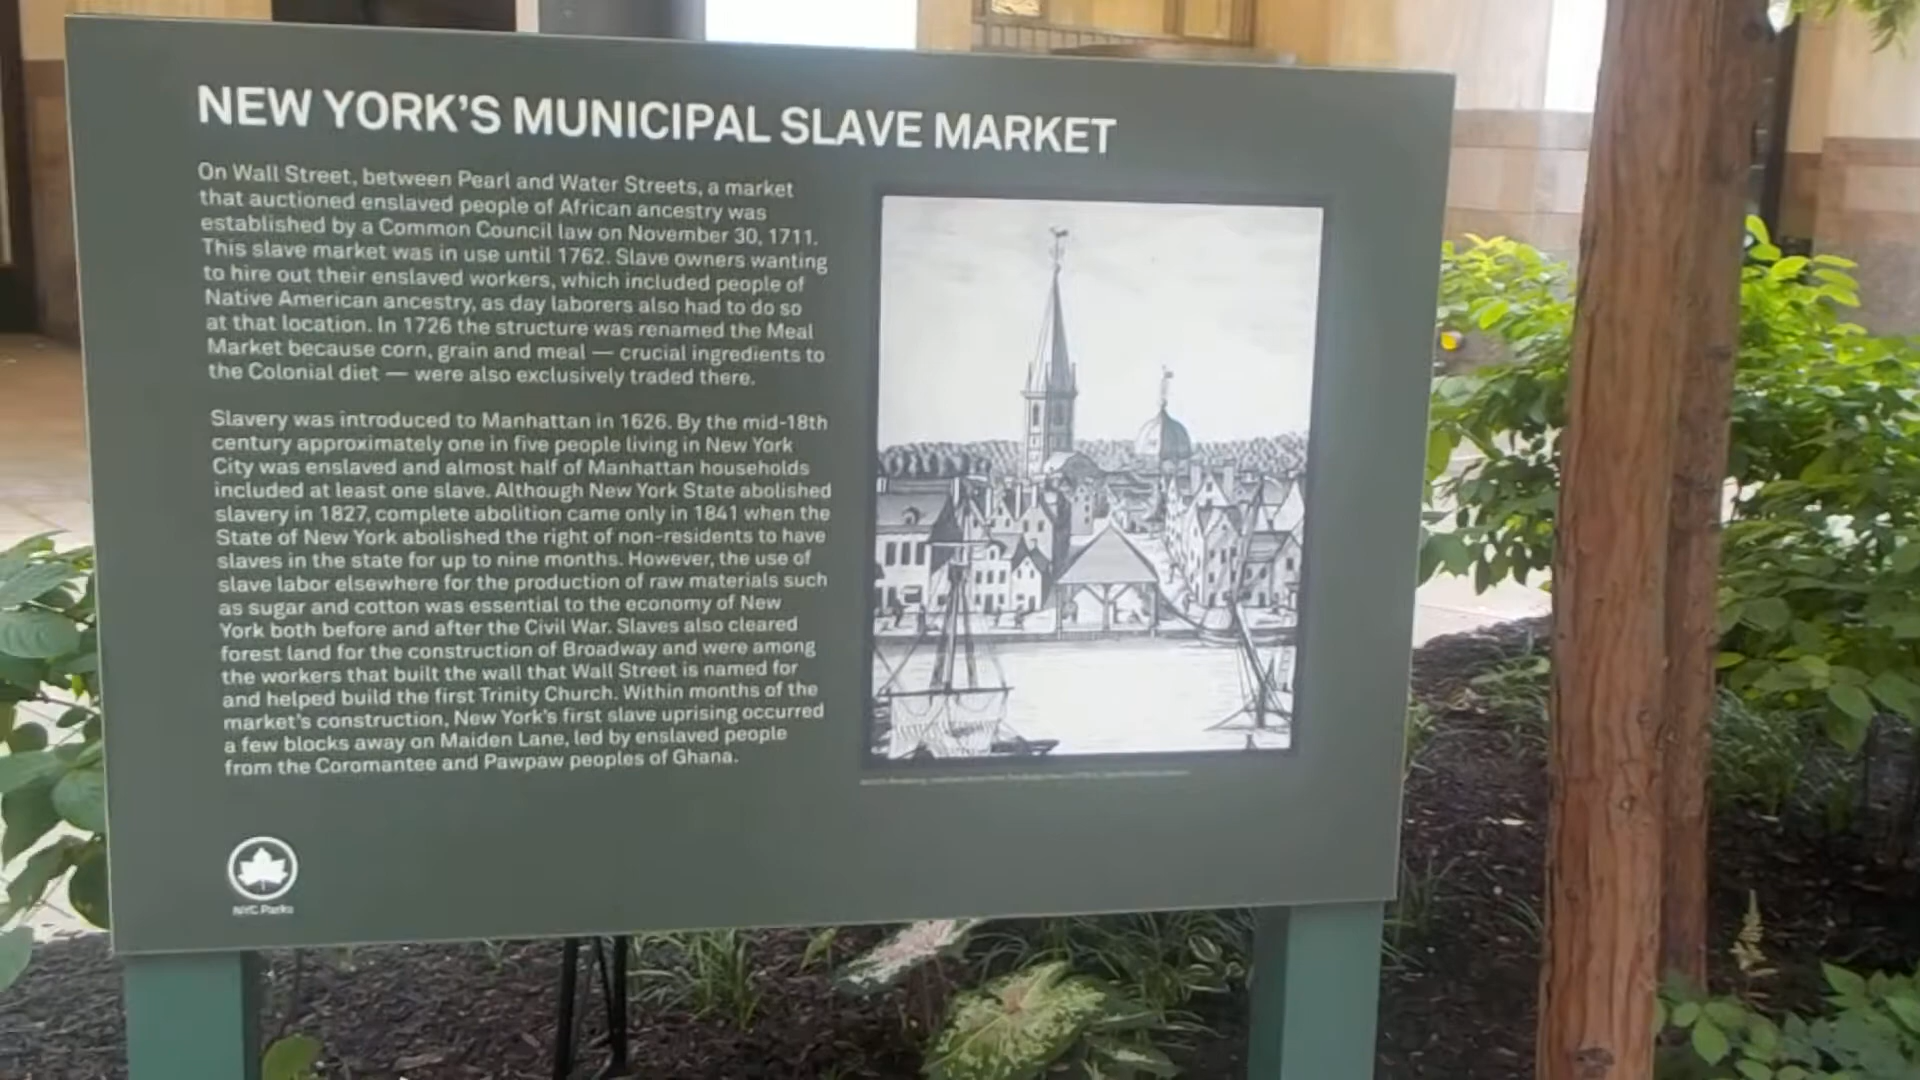 NEW YORK'S MUNICIPAL SLAVE MARKET
On Wall Street, between Pearl and Water Streets, a market
that auctioned enslaved people of African ancestry was
established by a Common Council law on November 30, 1711.
This slave market was in use until 1762. Slave owners wanting
to hire out their enslaved workers, which included people of
Native American ancestry, as day laborers also had to do so
at that location. In 1726 the structure was renamed the Meal
Market because corn, grain and meal — crucial ingredients to
the Colonial diet — were also exclusively traded there.
Slavery was introduced to Manhattan in 1626. By the mid-18th
century approximately one in five people living in New York
City was enslaved and almost half of Manhattan households
included at least one slave. Although New York State abolished
slavery in 1827, complete abolition came only in 1841 when the
State of New York abolished the right of non-residents to have
slaves in the state for up to nine months. However, the use of
slave labor elsewhere for the production of raw materials such
as sugar and cotton was essential to the economy of New
York both before and after the Civil War. Slaves also cleared
forest land for the construction of Broadway and were among
the workers that built the wall that Wall Street is named for
and helped build the first Trinity Church. Within months of the
market's construction, New York's first slave uprising occurred
a few blocks away on Maiden Lane, led by enslaved people
from the Coromantee and Pawpaw peoples of Ghana.
NYC Parks